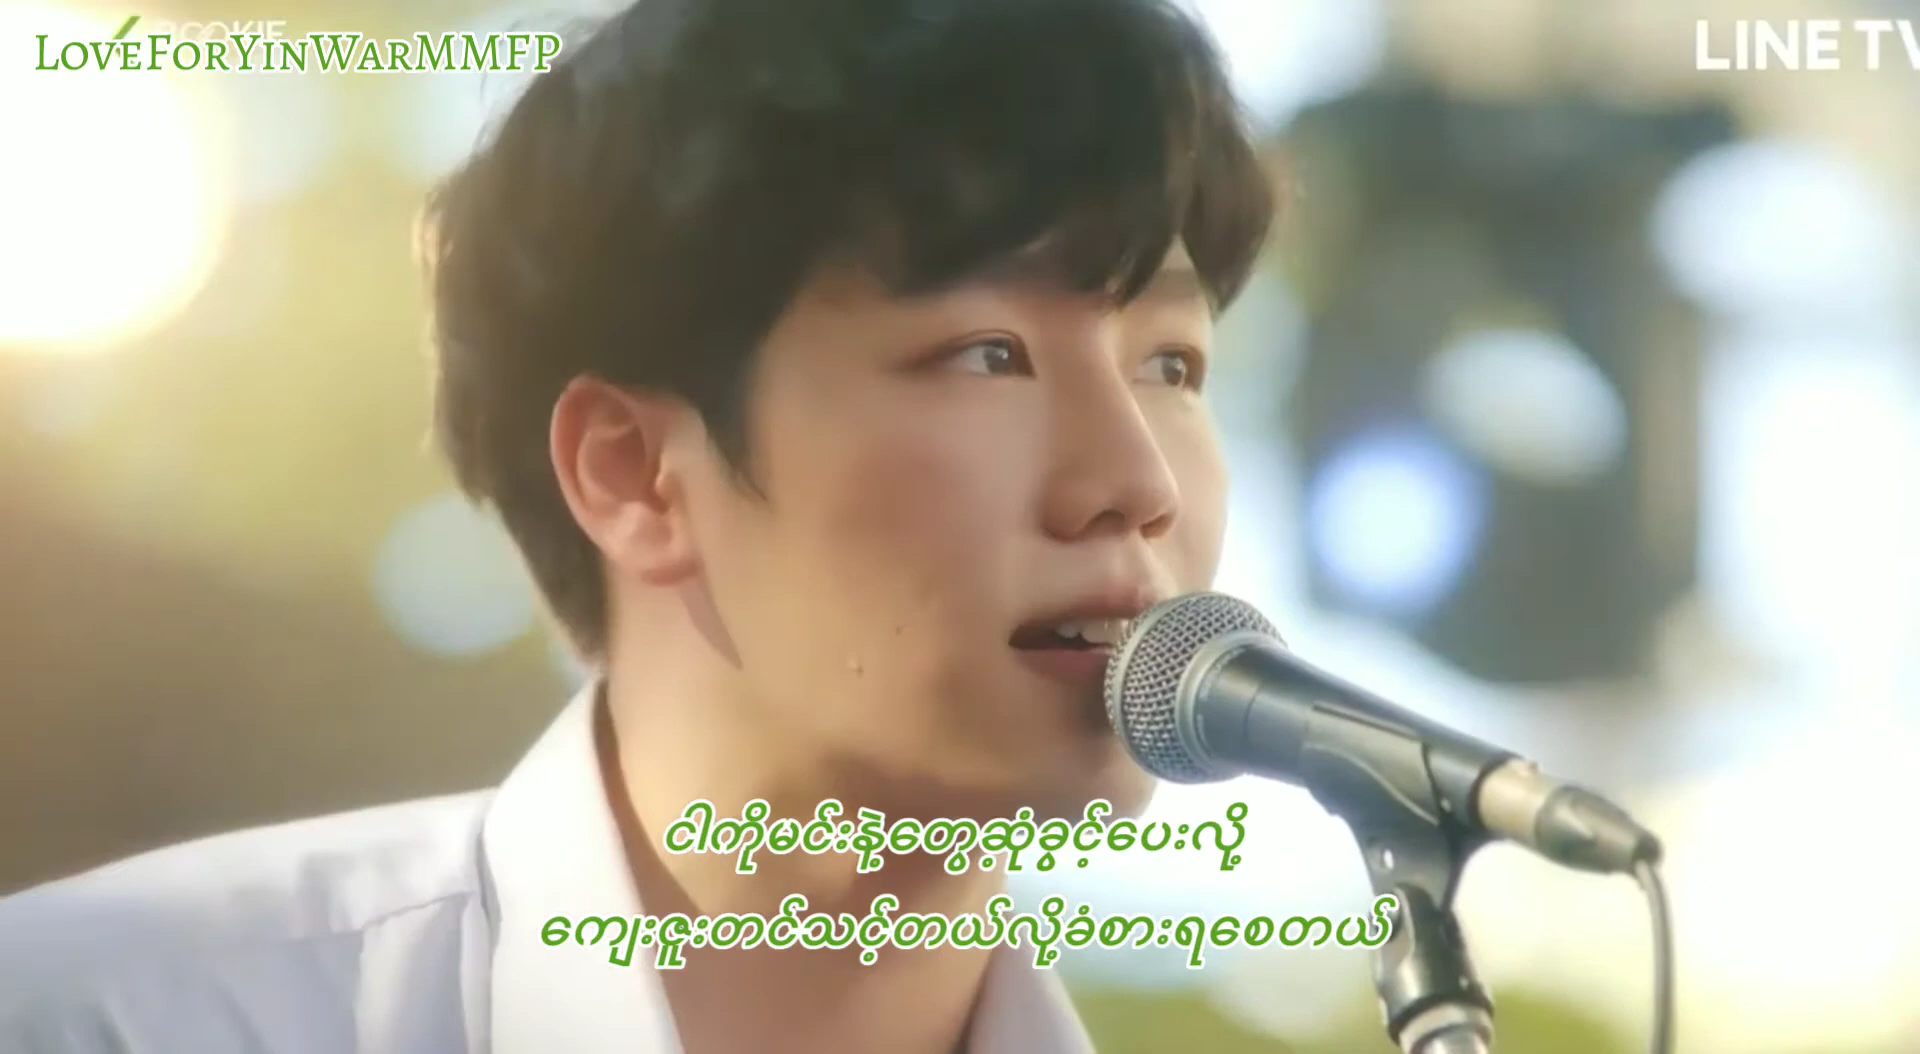 LoveForYinWarMMFP
ROOKIE
LINE TV
ငါကိုမင်းနဲ့တွေ့ဆုံခွင့်ပေးလို့
ကျေးဇူးတင်သင့်တယ်လို့ခံစားရစေတယ်